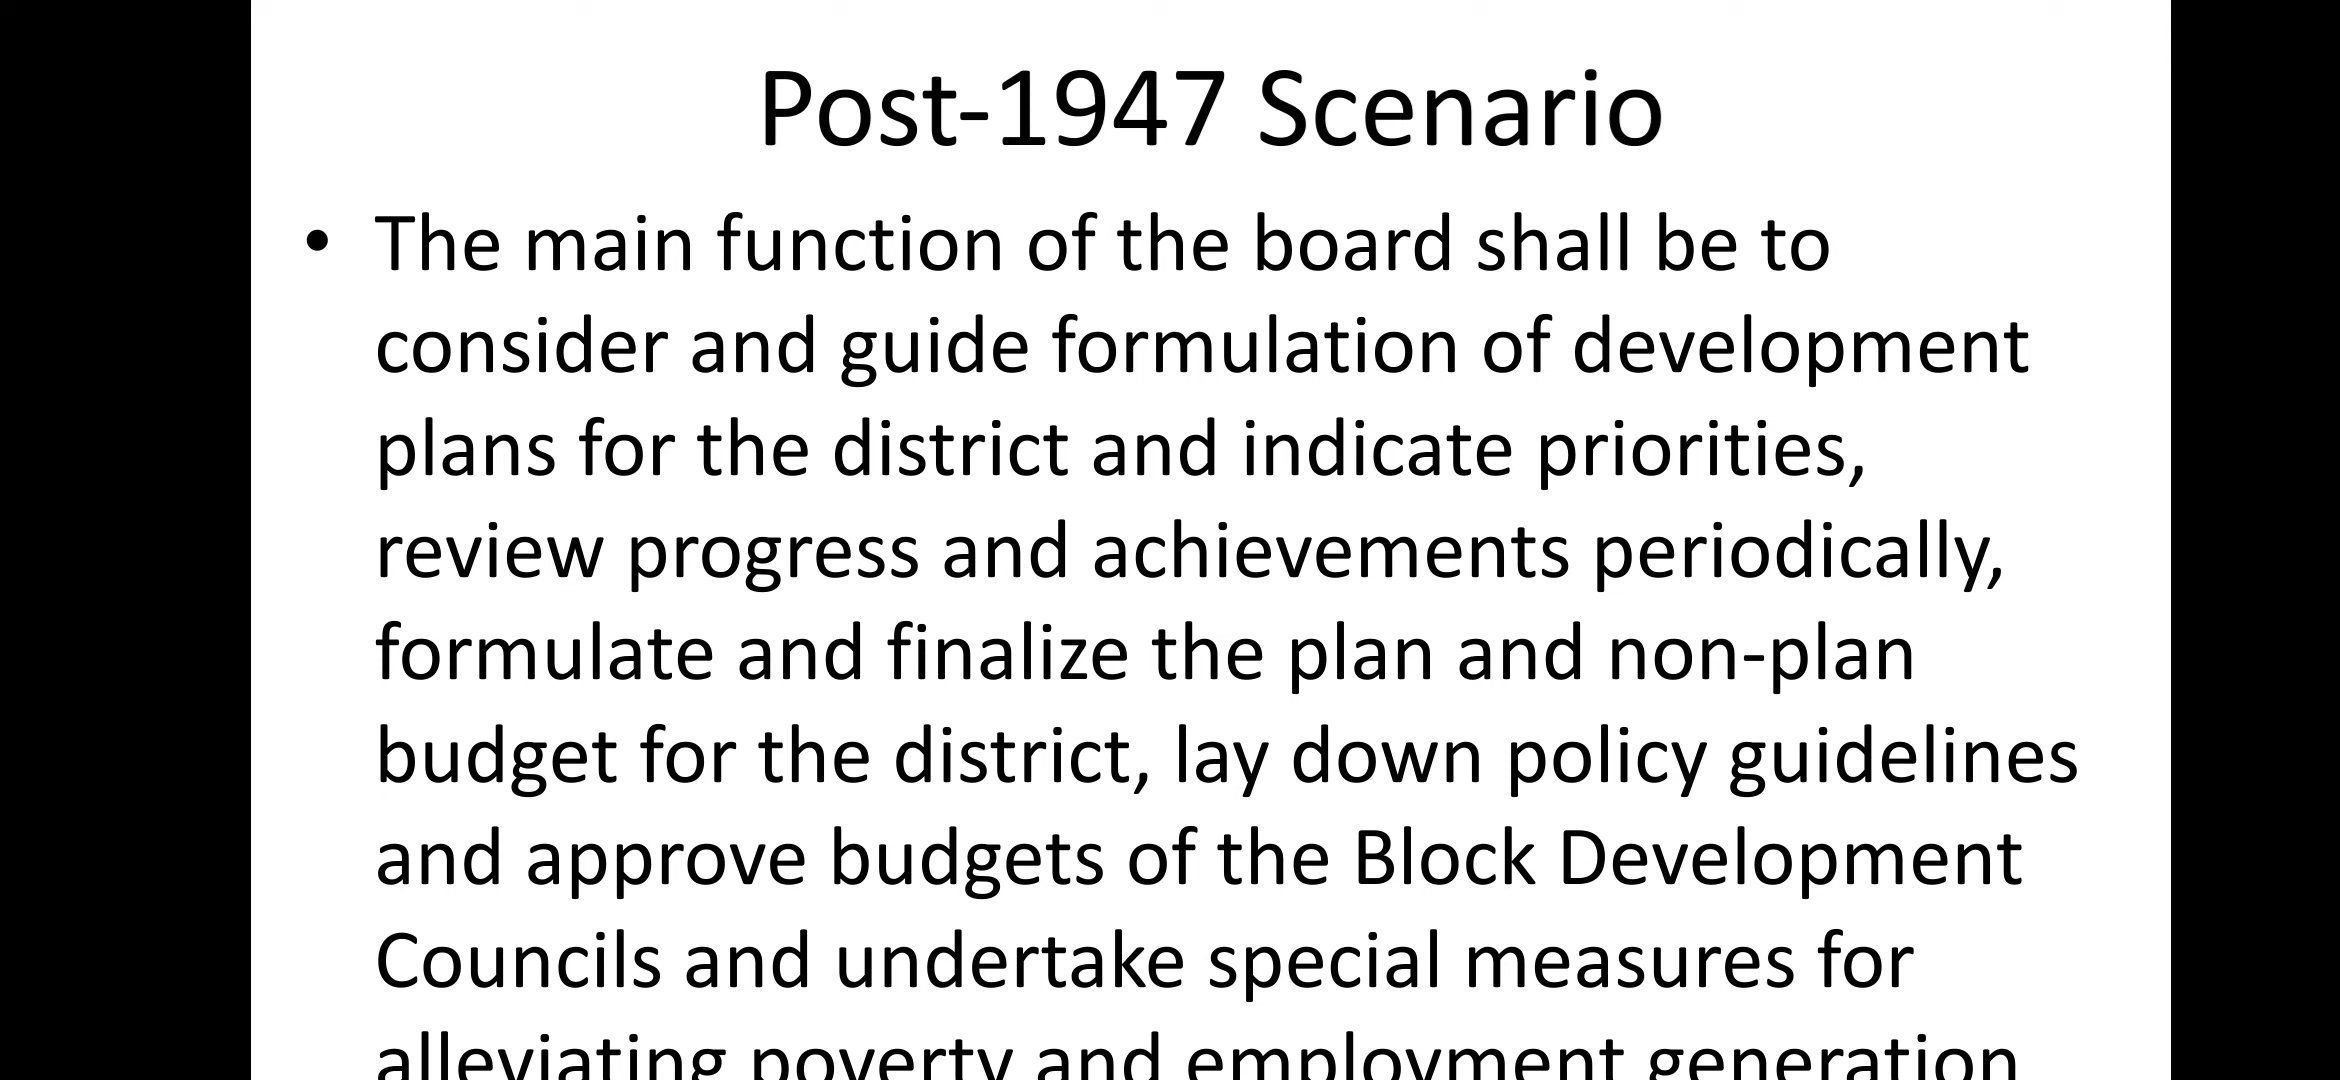 Post-1947 Scenario
• The main function of the board shall be to
consider and guide formulation of development
plans for the district and indicate priorities,
review progress and achievements periodically,
formulate and finalize the plan and non-plan
budget for the district, lay down policy guidelines
and approve budgets of the Block Development
Councils and undertake special measures for
alleviating poverty and employment generation